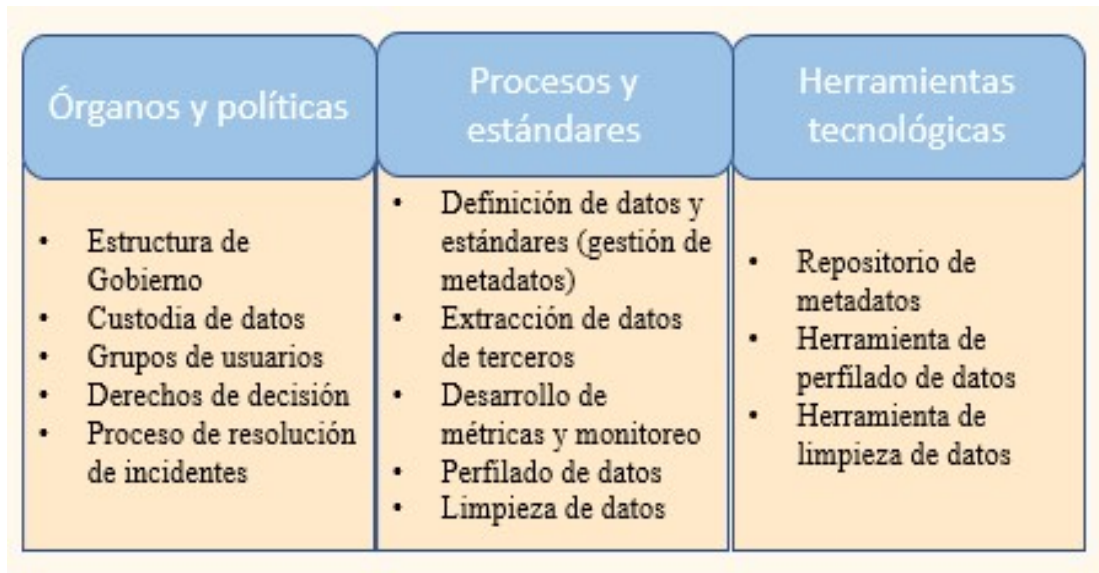 Órganos y políticas
• Estructura de
Gobierno
• Custodia de datos
• Grupos de usuarios
• Derechos de decisión
• Proceso de resolución
de incidentes
Procesos y
estándares
• Definición de datos y
estándares (gestión de
metadatos)
• Extracción de datos
de terceros
• Desarrollo de
métricas y monitoreo
• Perfilado de datos
• Limpieza de datos
Herramientas
tecnológicas
• Repositorio de
metadatos
• Herramienta de
perfilado de datos
• Herramienta de
limpieza de datos